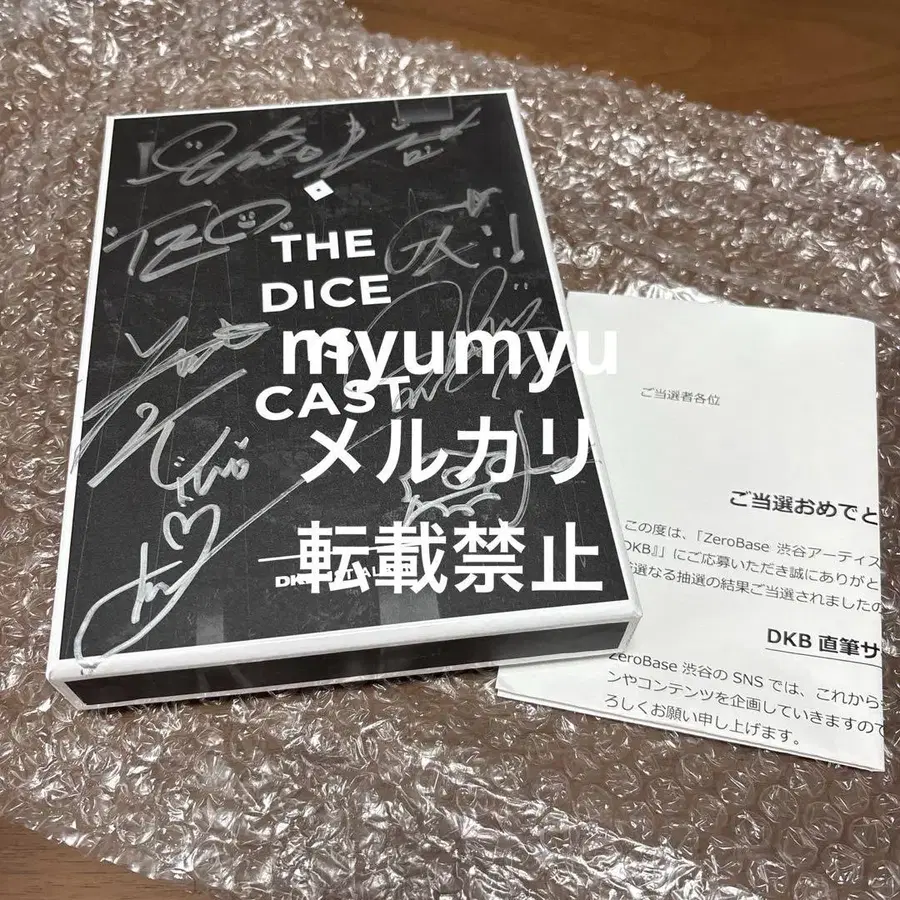 THE
DICE
IS
CAST
myumyu
メルカリ
転載禁止
TEO
GK
ご当選者各位
ご当選おめでと
この度は、「ZeroBase 渋谷アーティス
DKB』」にご応募いただき誠にありがと
選なる抽選の結果ご当選されましたの
DKB 直筆サ
ZeroBase 渋谷の SNS では、これから
ンやコンテンツを企画していきますので
ろしくお願い申し上げます。